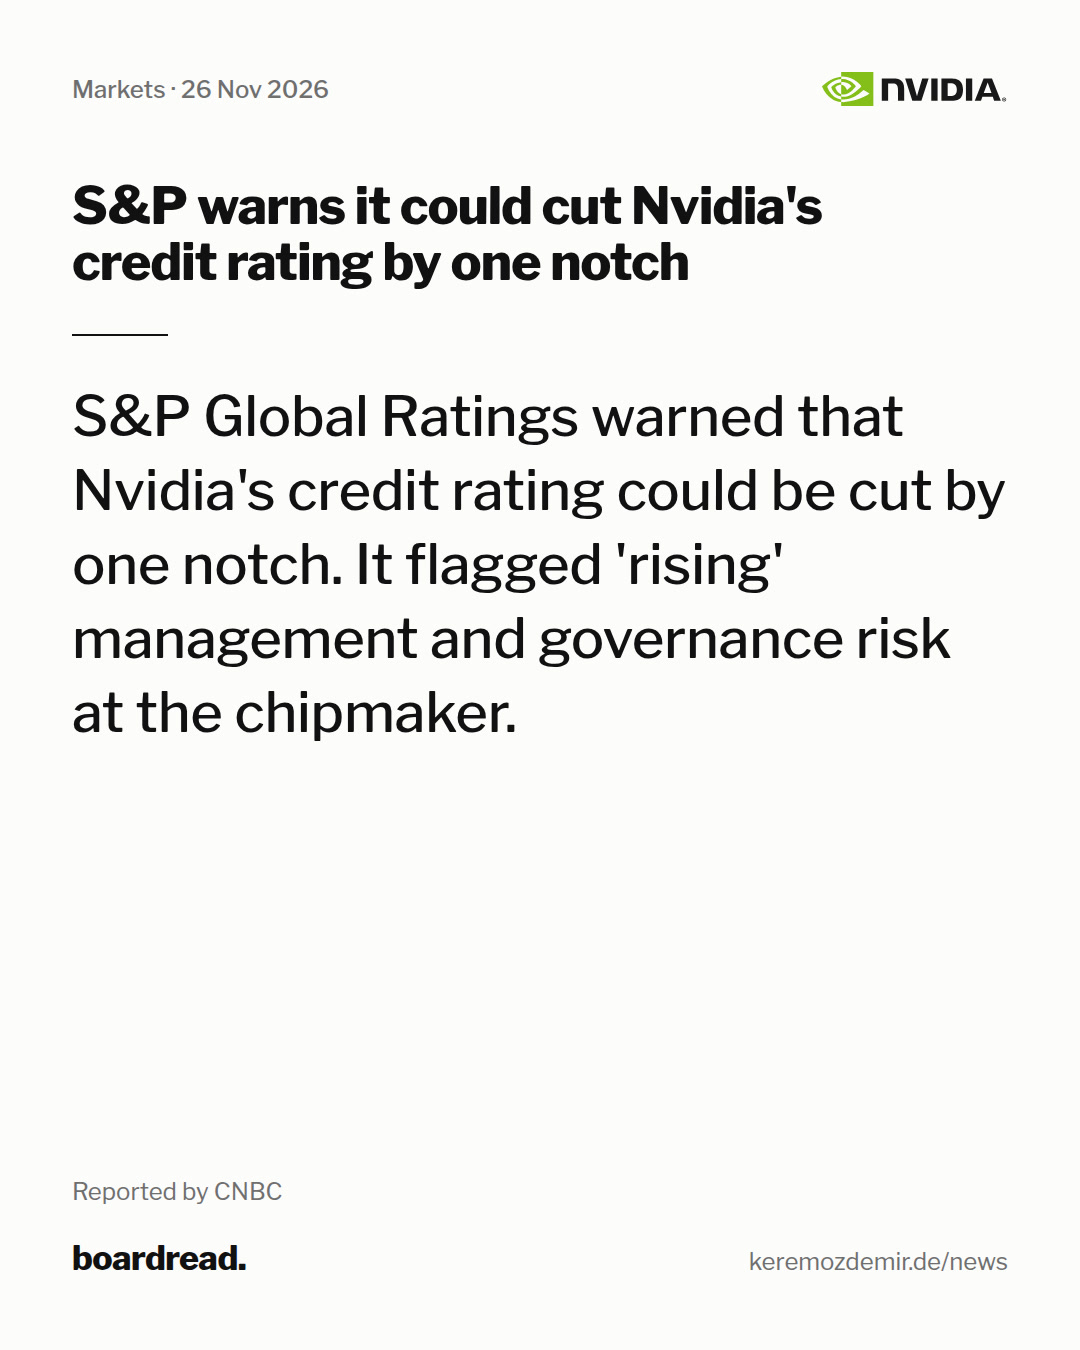 Markets · 26 Nov 2026
NVIDIA.
S&P warns it could cut Nvidia's
credit rating by one notch
S&P Global Ratings warned that
Nvidia's credit rating could be cut by
one notch. It flagged 'rising'
management and governance risk
at the chipmaker.
Reported by CNBC
boardread.
keremozdemir.de/news